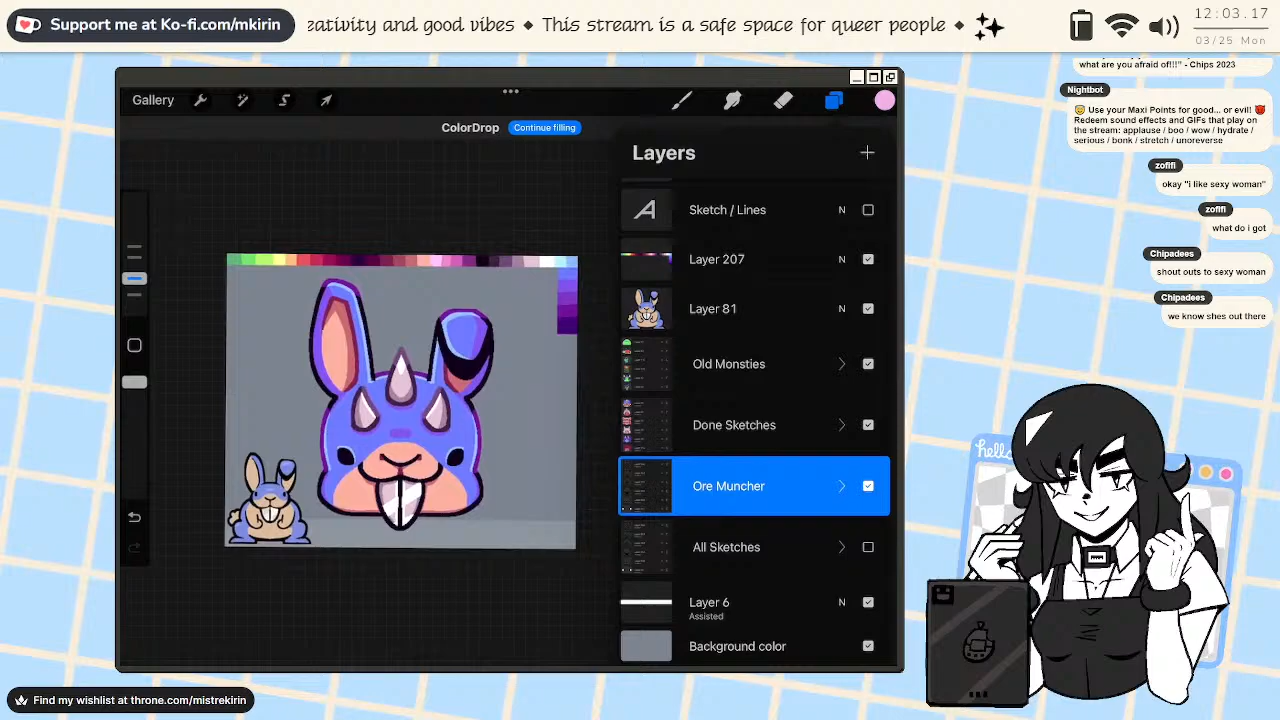 Support me at Ko-fi.com/mkirin
eativity and good vibes ◆ This stream is a safe space for queer people ◆
12:03.17
03/25 Mon
what are you afraid of!!!" - Chips 2023
Nightbot
Use your Maxi Points for good... or evil!
Redeem sound effects and GIFs that play on
the stream: applause / boo / wow / hydrate /
serious / bonk / stretch / unoreverse
zofifi
okay "i like sexy woman"
zofifi
what do i got
Chipadees
shout outs to sexy woman
Chipadees
we know shes out there
Gallery
ColorDrop
Continue filling
Layers
Sketch / Lines N
Layer 207 N
Layer 81 N
Old Monsties
Done Sketches
Ore Muncher
All Sketches
Layer 6 N
Assisted
Background color
hello
Find my wishlist at throne.com/mistrekirin